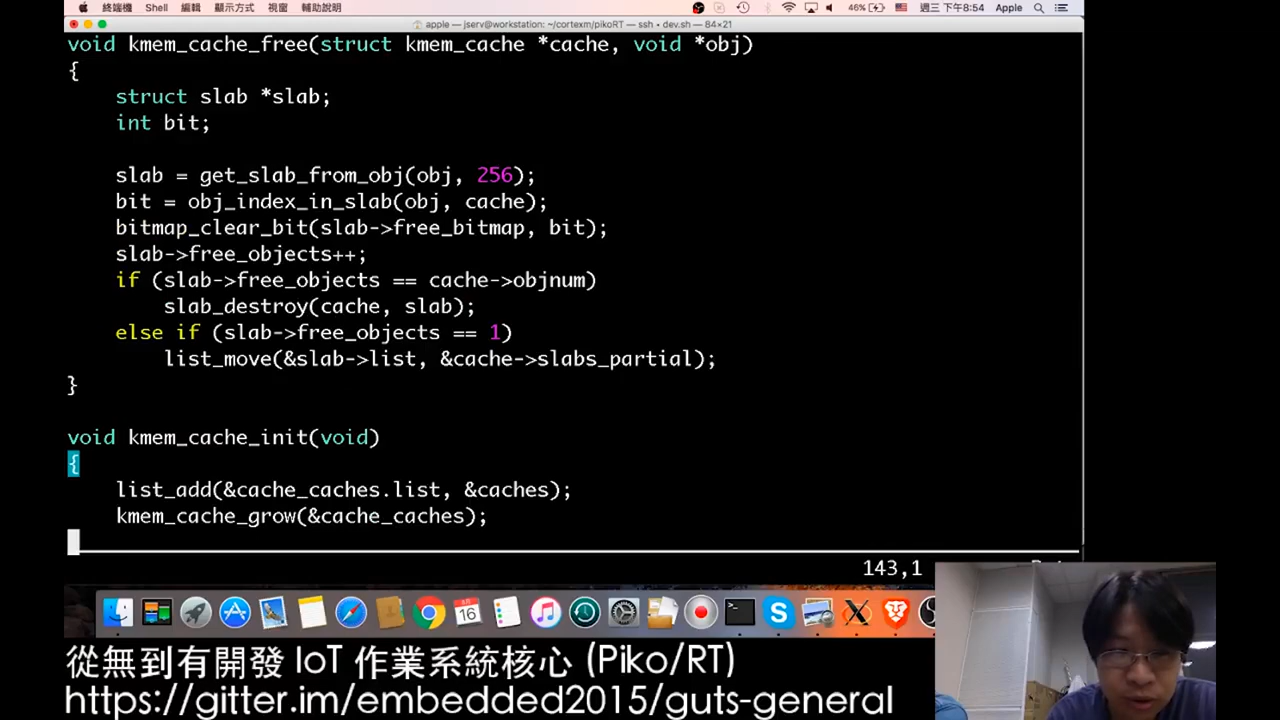 終端機 Shell 編輯 顯示方式 視窗 輔助說明 46% 週三 下午8:54 Apple
apple — jserv@workstation: ~/cortexm/pikoRT — ssh • dev.sh — 84×21
void kmem_cache_free(struct kmem_cache *cache, void *obj)
{
struct slab *slab;
int bit;
slab = get_slab_from_obj(obj, 256);
bit = obj_index_in_slab(obj, cache);
bitmap_clear_bit(slab->free_bitmap, bit);
slab->free_objects++;
if (slab->free_objects == cache->objnum)
slab_destroy(cache, slab);
else if (slab->free_objects == 1)
list_move(&slab->list, &cache->slabs_partial);
}
void kmem_cache_init(void)
{
list_add(&cache_caches.list, &caches);
kmem_cache_grow(&cache_caches);
143,1
16
從無到有開發 IoT 作業系統核心 (Piko/RT)
https://gitter.im/embedded2015/guts-general